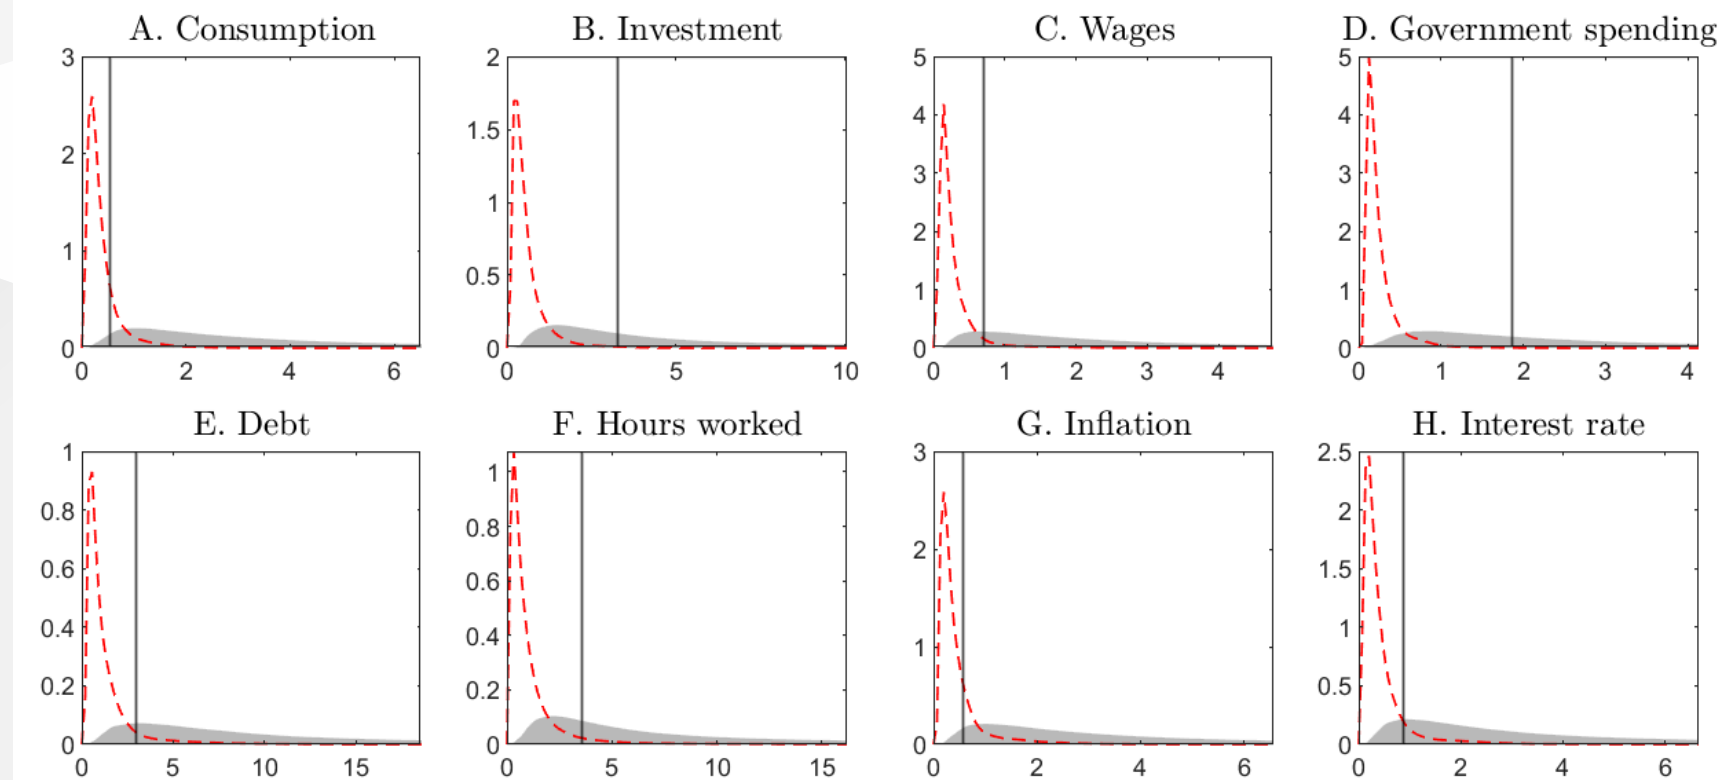 A. Consumption
B. Investment
C. Wages
D. Government spending
3
2
1
0
0 2 4 6
2
1.5
1
0.5
0
0 5 10
5
4
3
2
1
0
0 1 2 3 4
5
4
3
2
1
0
0 1 2 3 4
E. Debt
F. Hours worked
G. Inflation
H. Interest rate
1
0.8
0.6
0.4
0.2
0
0 5 10 15
1
0.8
0.6
0.4
0.2
0
0 5 10 15
3
2
1
0
0 2 4 6
2.5
2
1.5
1
0.5
0
0 2 4 6